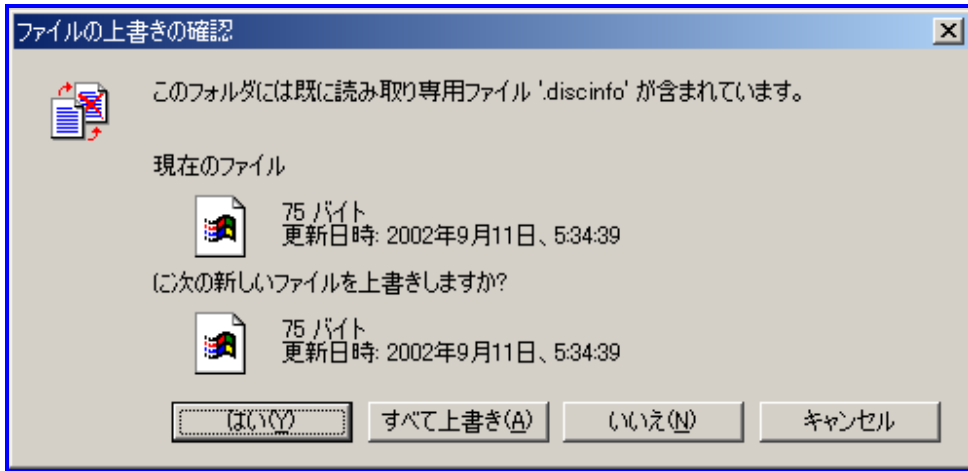 ファイルの上書きの確認
このフォルダには既に読み取り専用ファイル '.discinfo' が含まれています。
現在のファイル
75 バイト
更新日時: 2002年9月11日、5:34:39
に次の新しいファイルを上書きしますか?
75 バイト
更新日時: 2002年9月11日、5:34:39
はい(Y) すべて上書き(A) いいえ(N) キャンセル